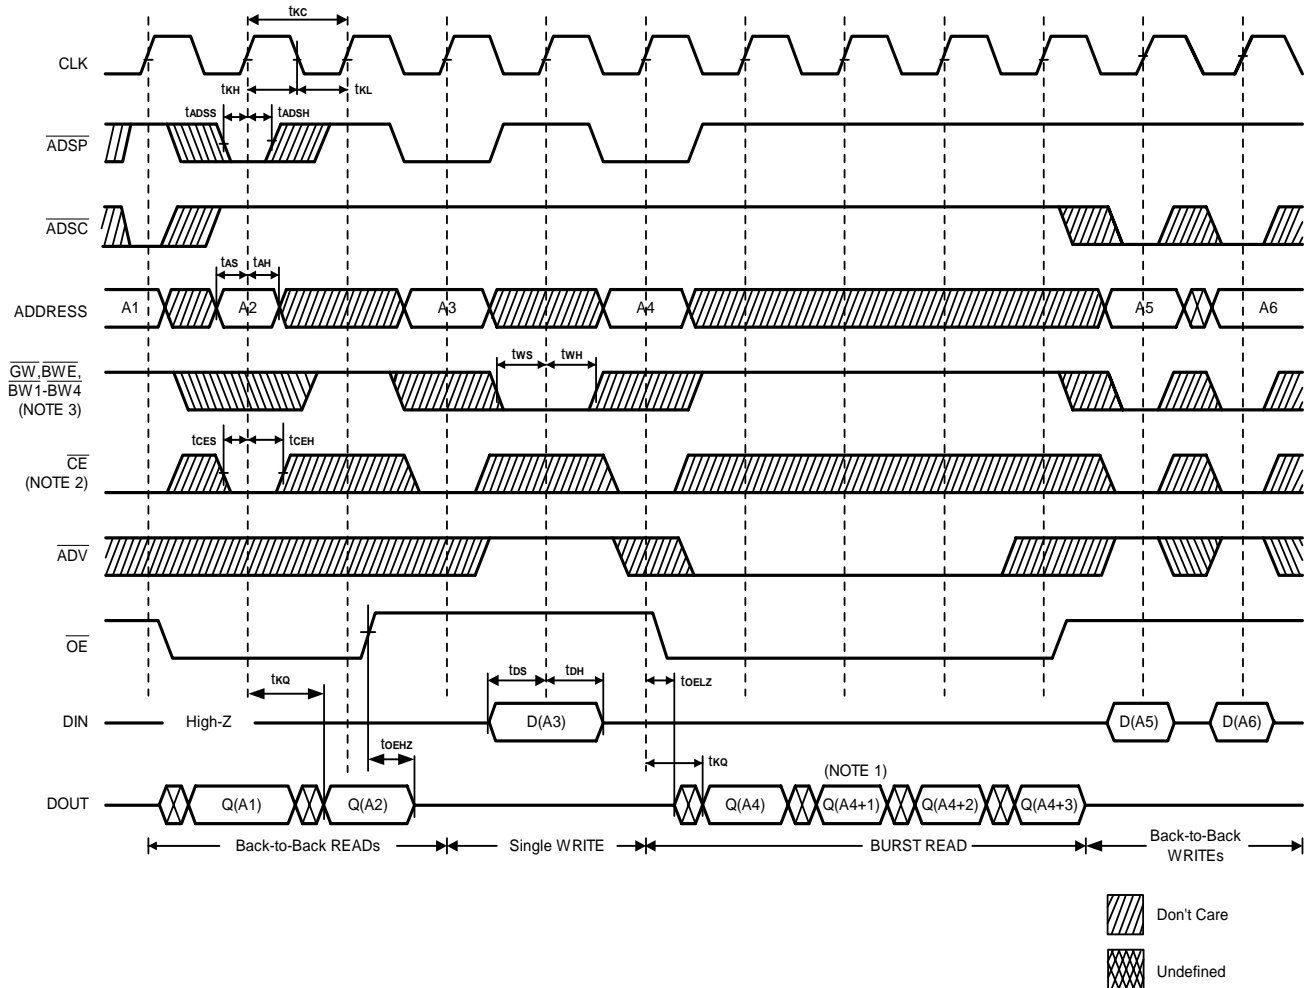 tKC
CLK
tKH
tKL
tADSS
tADSH
ADSP
ADSC
tAS
tAH
ADDRESS
A1
A2
A3
A4
A5
A6
GW,BWE,
BW1-BW4
(NOTE 3)
tWS
tWH
tCES
tCEH
CE
(NOTE 2)
ADV
OE
tKQ
tDS
tDH
tOELZ
DIN
High-Z
D(A3)
D(A5)
D(A6)
tOEHZ
tKQ
(NOTE 1)
DOUT
Q(A1)
Q(A2)
Q(A4)
Q(A4+1)
Q(A4+2)
Q(A4+3)
Back-to-Back READs
Single WRITE
BURST READ
Back-to-Back
WRITEs
Don't Care
Undefined